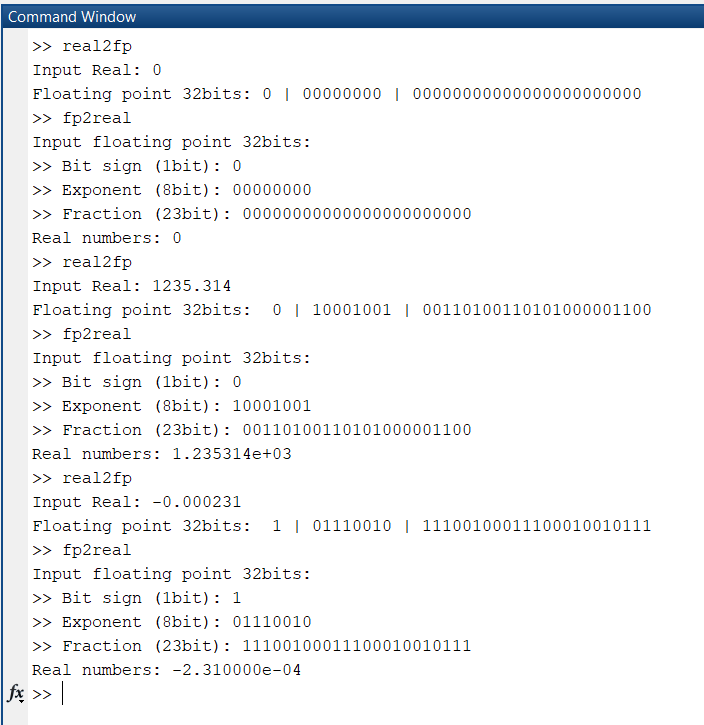 Command Window
>> real2fp
Input Real: 0
Floating point 32bits: 0 | 00000000 | 00000000000000000000000
>> fp2real
Input floating point 32bits:
>> Bit sign (1bit): 0
>> Exponent (8bit): 00000000
>> Fraction (23bit): 00000000000000000000000
Real numbers: 0
>> real2fp
Input Real: 1235.314
Floating point 32bits:  0 | 10001001 | 00110100110101000001100
>> fp2real
Input floating point 32bits:
>> Bit sign (1bit): 0
>> Exponent (8bit): 10001001
>> Fraction (23bit): 00110100110101000001100
Real numbers: 1.235314e+03
>> real2fp
Input Real: -0.000231
Floating point 32bits:  1 | 01110010 | 11100100011100010010111
>> fp2real
Input floating point 32bits:
>> Bit sign (1bit): 1
>> Exponent (8bit): 01110010
>> Fraction (23bit): 11100100011100010010111
Real numbers: -2.310000e-04
fx >>